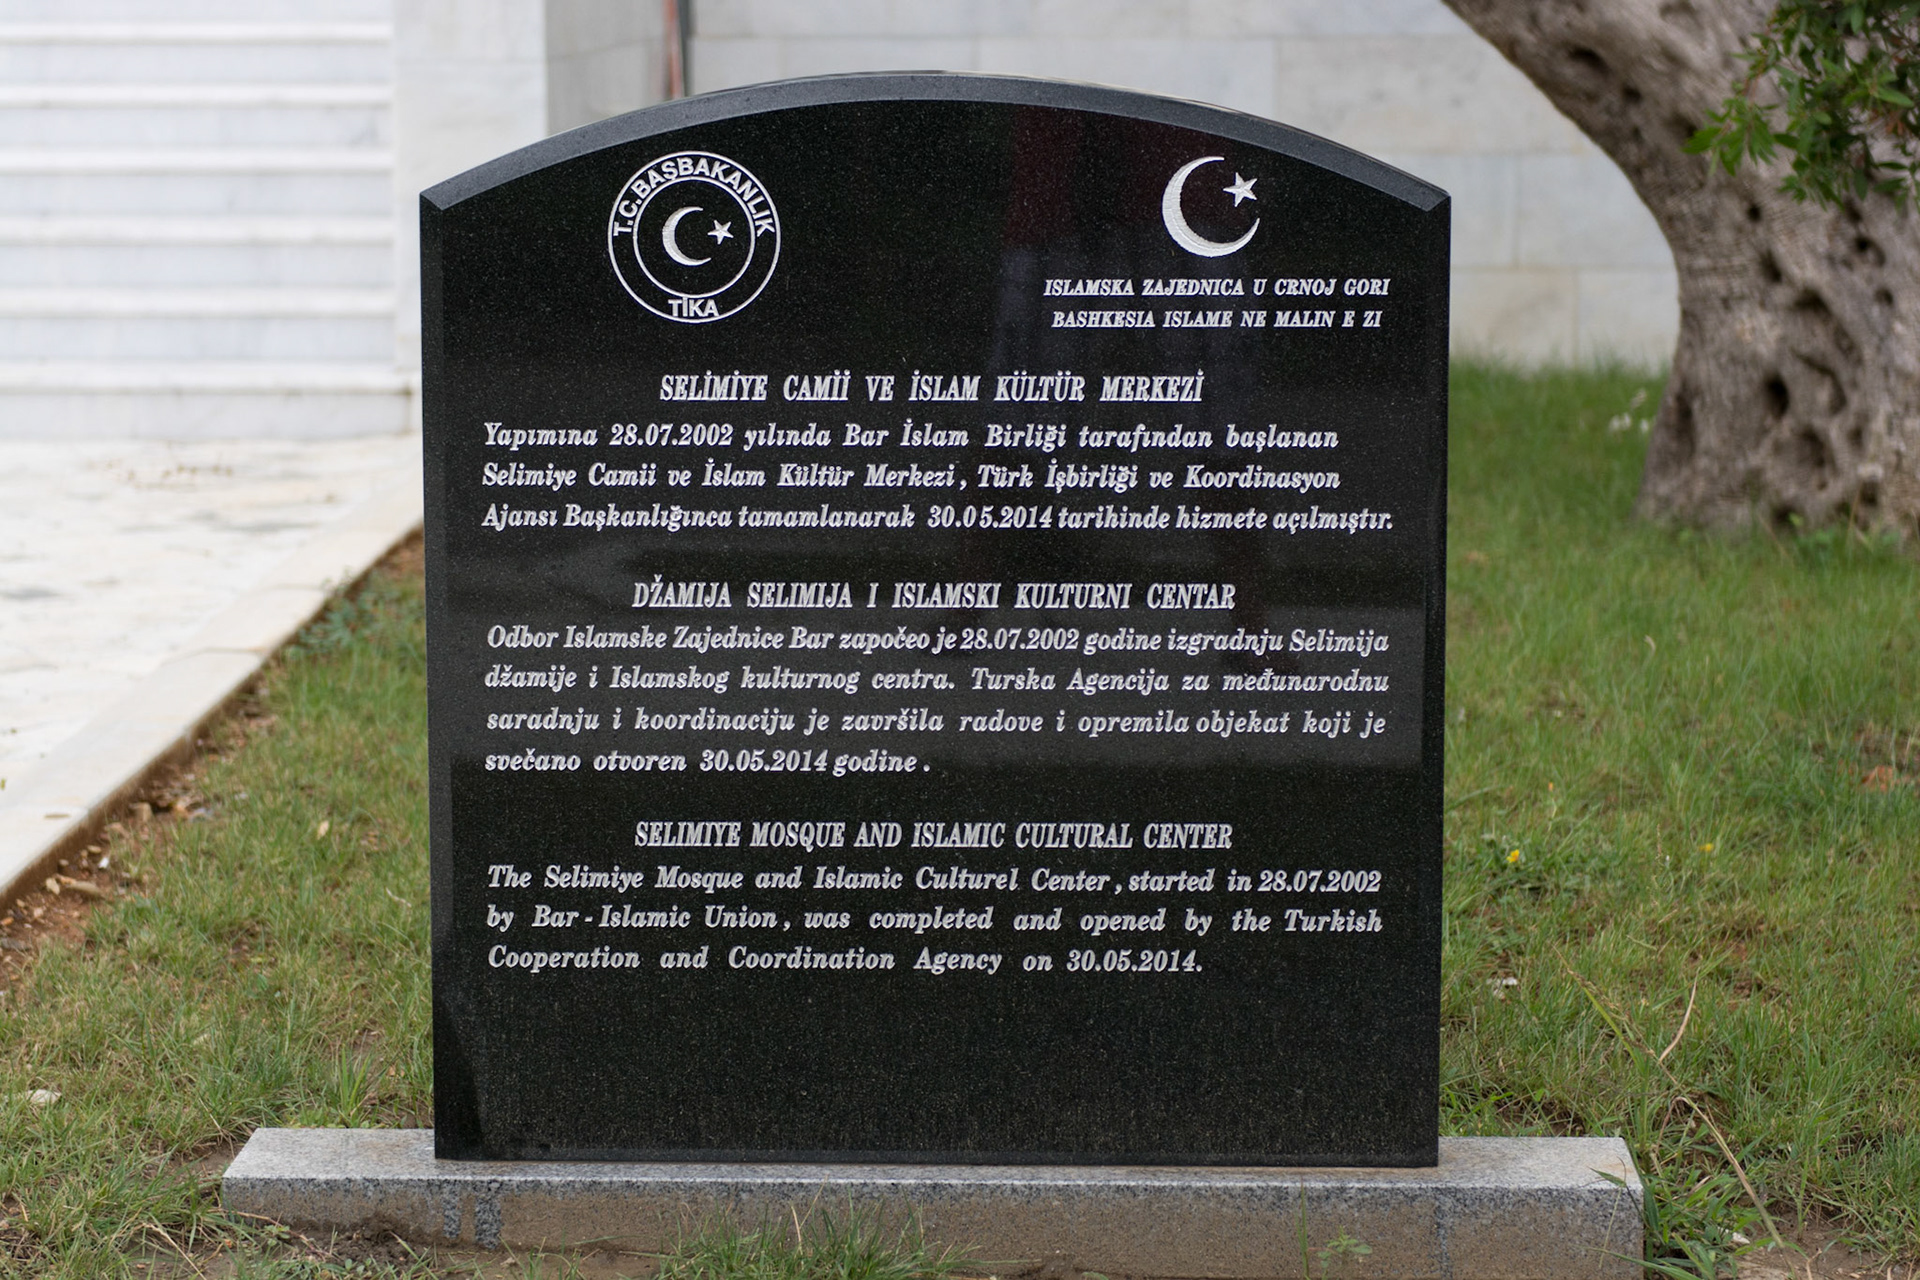 T.C. BAŞBAKANLIK
TİKA
ISLAMSKA ZAJEDNICA U CRNOJ GORI
BASHKESIA ISLAME NE MALIN E ZI
SELİMİYE CAMİİ VE İSLAM KÜLTÜR MERKEZİ
Yapımına 28.07.2002 yılında Bar İslam Birliği tarafından başlanan
Selimiye Camii ve İslam Kültür Merkezi, Türk İşbirliği ve Koordinasyon
Ajansı Başkanlığınca tamamlanarak 30.05.2014 tarihinde hizmete açılmıştır.
DŽAMIJA SELIMIJA I ISLAMSKI KULTURNI CENTAR
Odbor Islamske Zajednice Bar započeo je 28.07.2002 godine izgradnju Selimija
džamije i Islamskog kulturnog centra. Turska Agencija za međunarodnu
saradnju i koordinaciju je završila radove i opremila objekat koji je
svečano otvoren 30.05.2014 godine.
SELIMIYE MOSQUE AND ISLAMIC CULTURAL CENTER
The Selimiye Mosque and Islamic Culturel Center, started in 28.07.2002
by Bar - Islamic Union, was completed and opened by the Turkish
Cooperation and Coordination Agency on 30.05.2014.